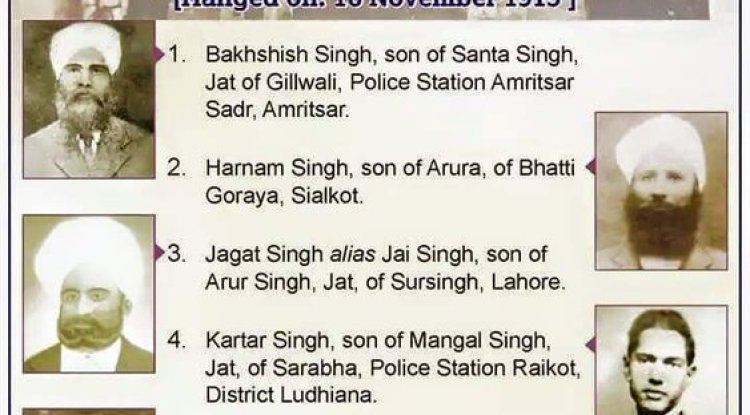 [Hanged on: 16 November 1915 ]
1. Bakhshish Singh, son of Santa Singh,
Jat of Gillwali, Police Station Amritsar
Sadr, Amritsar.
2. Harnam Singh, son of Arura, of Bhatti
Goraya, Sialkot.
3. Jagat Singh alias Jai Singh, son of
Arur Singh, Jat, of Sursingh, Lahore.
4. Kartar Singh, son of Mangal Singh,
Jat, of Sarabha, Police Station Raikot,
District Ludhiana.